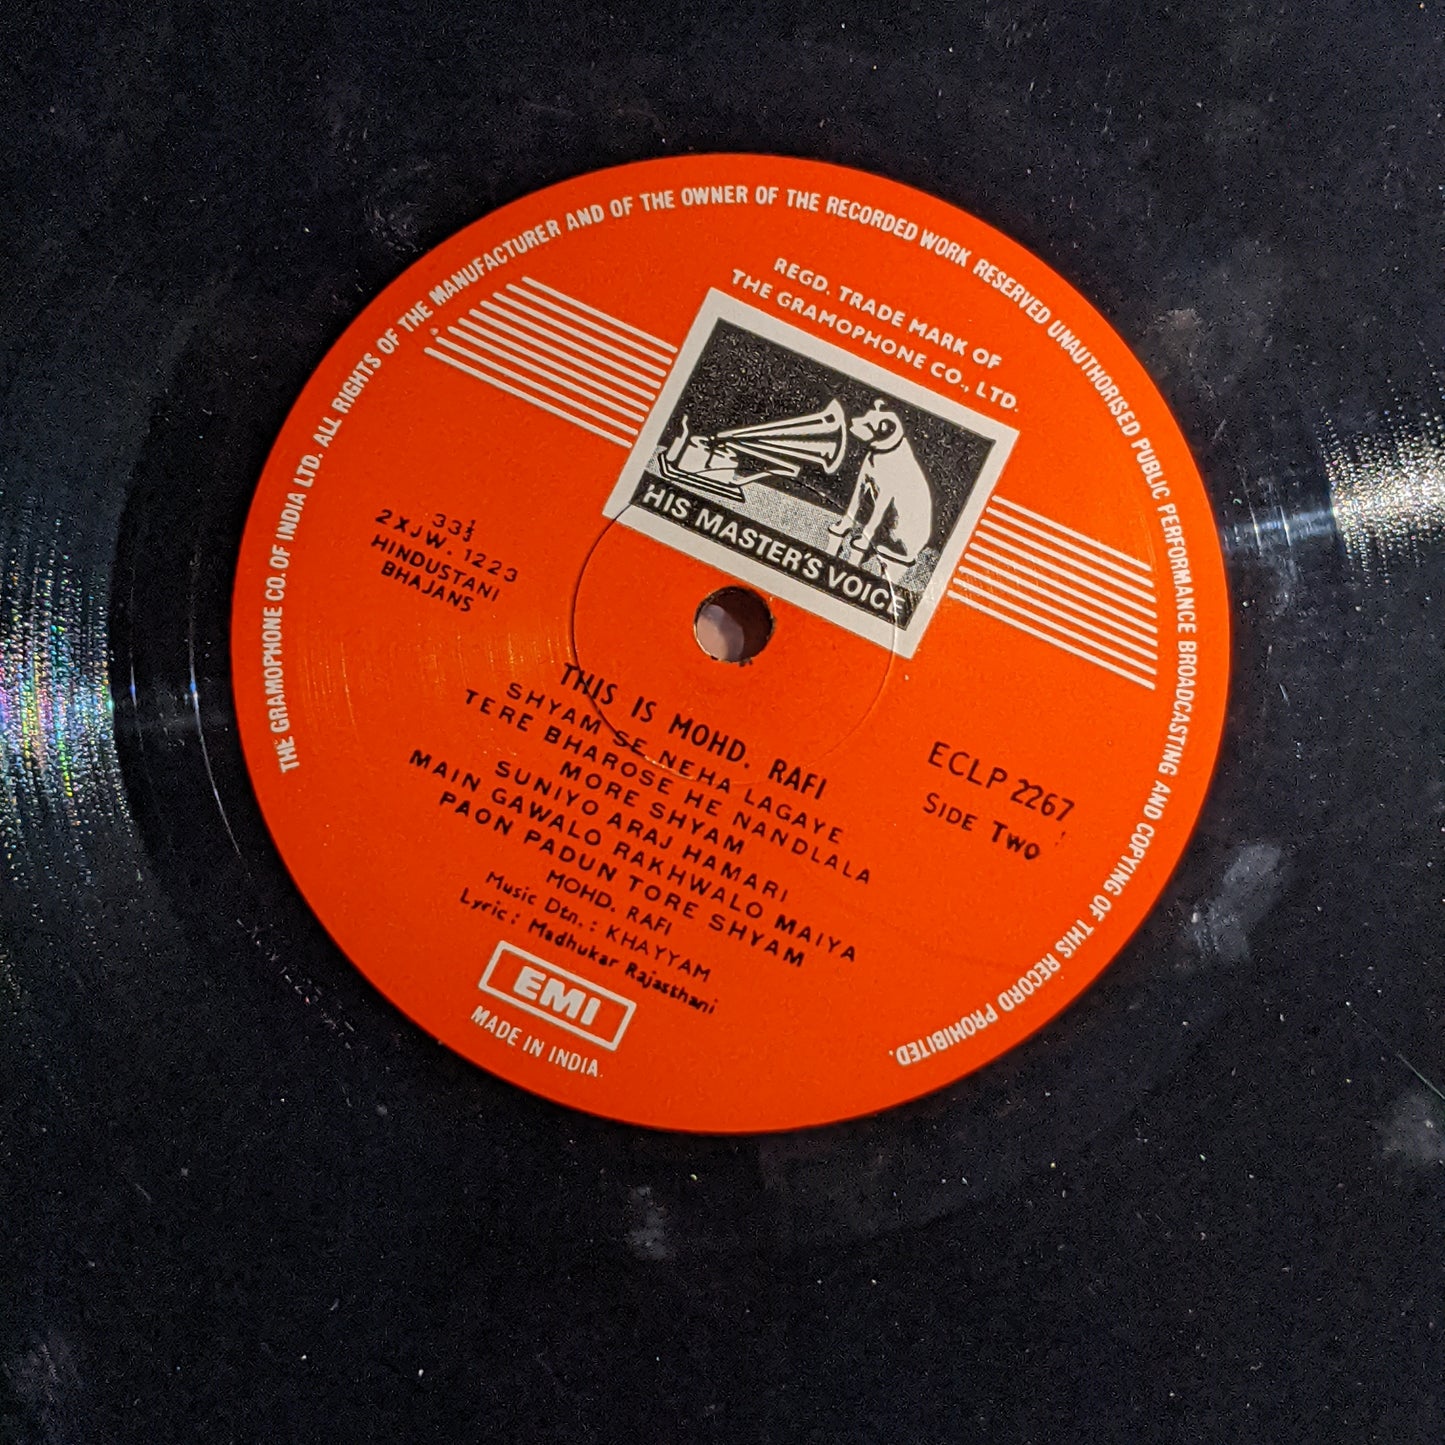 THE GRAMOPHONE CO. OF INDIA LTD. ALL RIGHTS OF THE MANUFACTURER AND OF THE OWNER OF THE RECORDED WORK RESERVED UNAUTHORISED PUBLIC PERFORMANCE BROADCASTING AND COPYING OF THIS RECORD PROHIBITED.
REGD. TRADE MARK OF
THE GRAMOPHONE CO., LTD.
HIS MASTER'S VOICE
33⅓
2XJW. 1223
HINDUSTANI
BHAJANS
ECLP 2267
SIDE TWO
THIS IS MOHD. RAFI
SHYAM SE NEHA LAGAYE
TERE BHAROSE HE NANDLALA
MORE SHYAM
SUNIYO ARAJ HAMARI
MAIN GAWALO RAKHWALO MAIYA
PAON PADUN TORE SHYAM
MOHD. RAFI
Music Dtn.: KHAYYAM
Lyric: Madhukar Rajasthani
EMI
MADE IN INDIA.